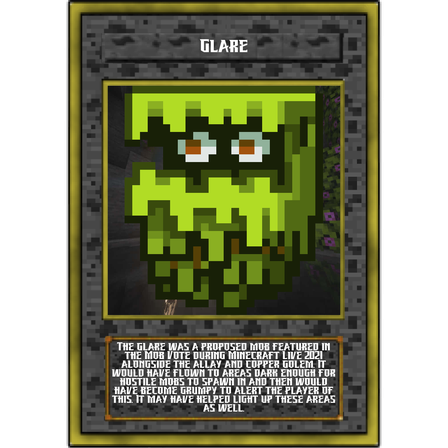 GLARE
THE GLARE WAS A PROPOSED MOB FEATURED IN
THE MOB VOTE DURING MINECRAFT LIVE 2021
ALONGSIDE THE ALLAY AND COPPER GOLEM. IT
WOULD HAVE FLOWN TO AREAS DARK ENOUGH FOR
HOSTILE MOBS TO SPAWN IN AND THEN WOULD
HAVE BECOME GRUMPY TO ALERT THE PLAYER OF
THIS. IT MAY HAVE HELPED LIGHT UP THESE AREAS
AS WELL.